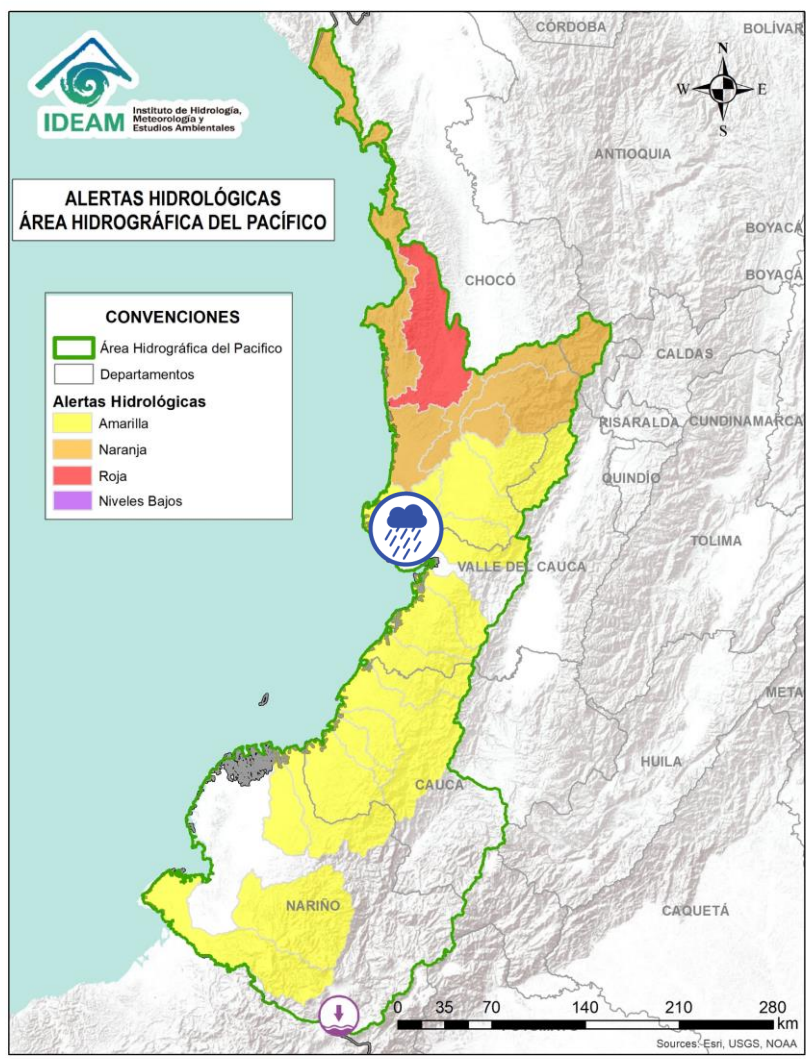 IDEAM
Instituto de Hidrología,
Meteorología y
Estudios Ambientales
ALERTAS HIDROLÓGICAS
ÁREA HIDROGRÁFICA DEL PACÍFICO
CONVENCIONES
Área Hidrográfica del Pacifico
Departamentos
Alertas Hidrológicas
Amarilla
Naranja
Roja
Niveles Bajos
N
W
E
S
CÓRDOBA
BOLÍVAR
ANTIOQUIA
BOYACÁ
BOYACÁ
CHOCÓ
CALDAS
RISARALDA
CUNDINAMARCA
QUINDÍO
TOLIMA
VALLE DEL CAUCA
META
HUILA
CAUCA
NARIÑO
CAQUETÁ
0 35 70 140 210 280
km
Sources: Esri, USGS, NOAA